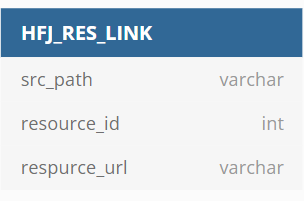 HFJ_RES_LINK
src_path varchar
resource_id int
respurce_url varchar